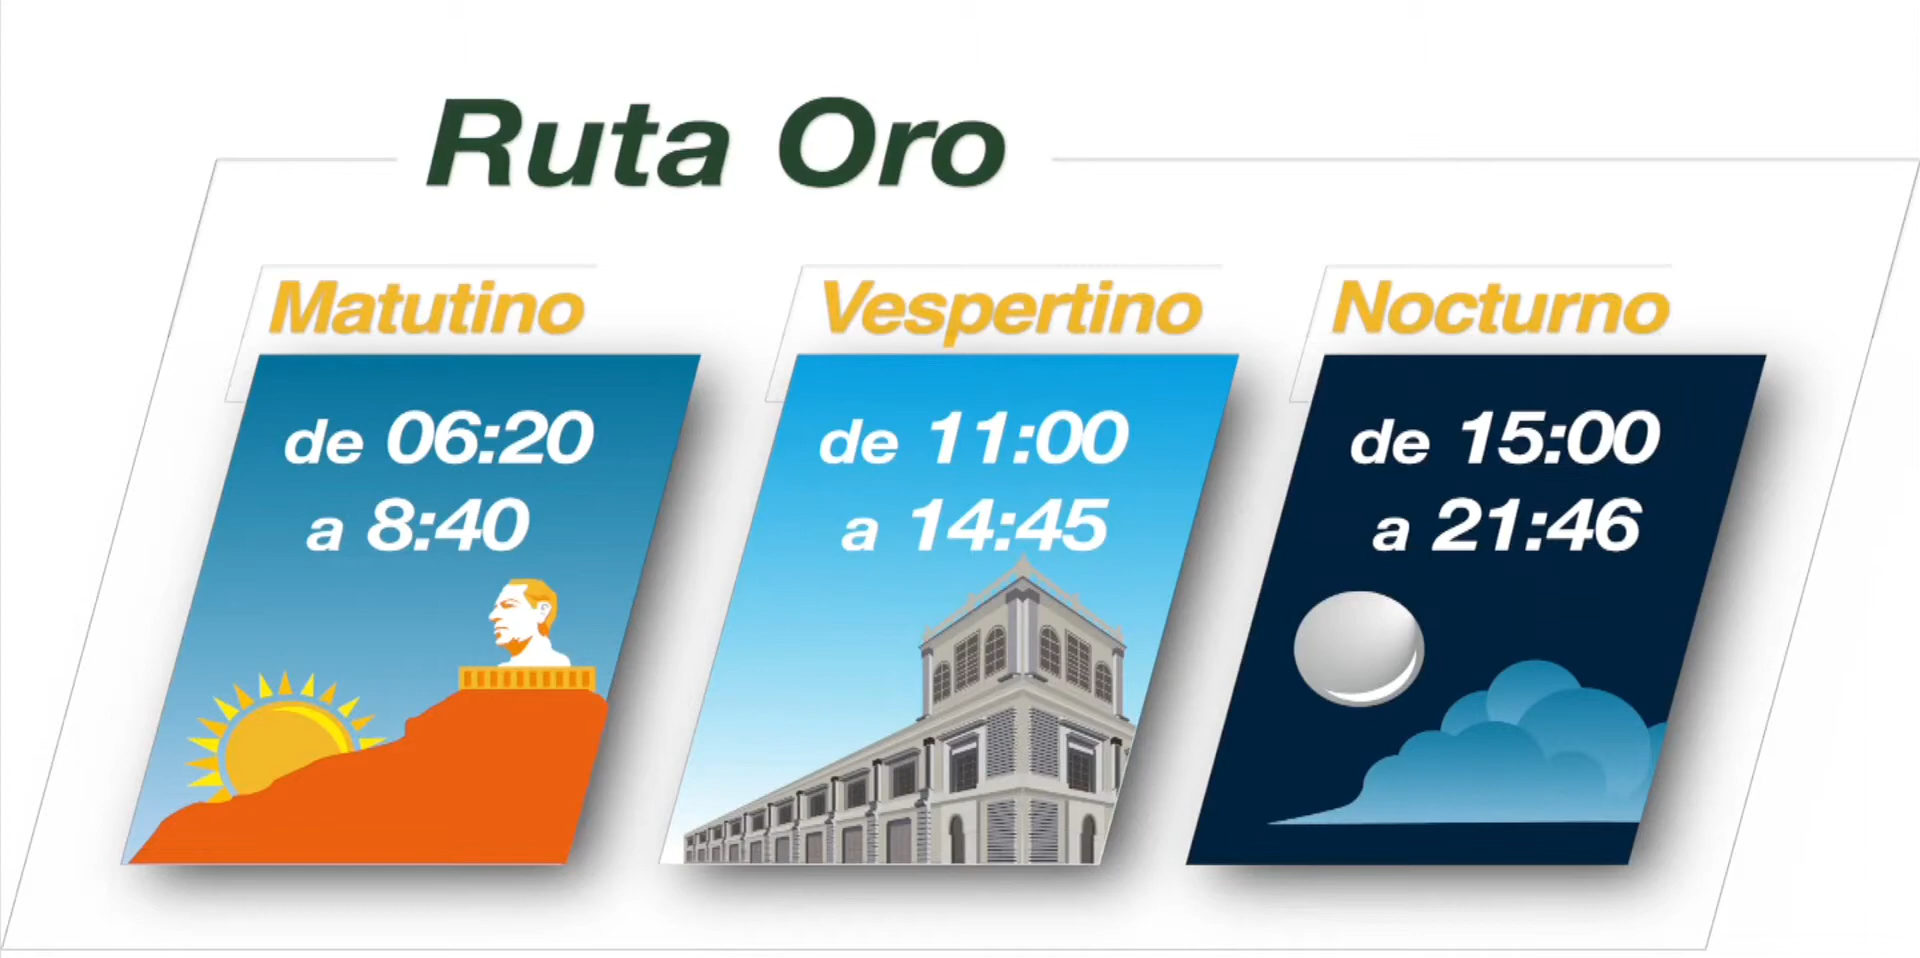 Ruta Oro
Matutino
de 06:20
a 8:40
Vespertino
de 11:00
a 14:45
Nocturno
de 15:00
a 21:46